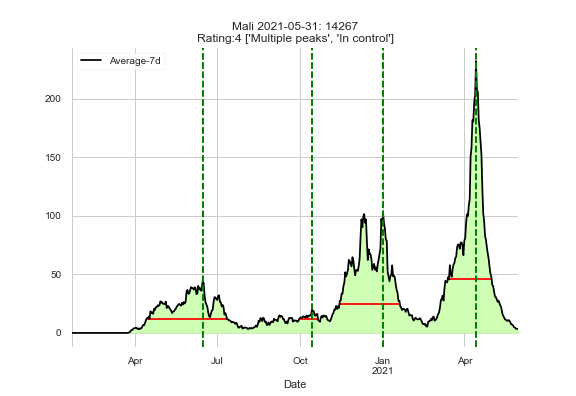 Mali 2021-05-31: 14267
Rating:4 ['Multiple peaks', 'In control']
Average-7d
200
150
100
50
0
Apr Jul Oct Jan Apr
2021
Date